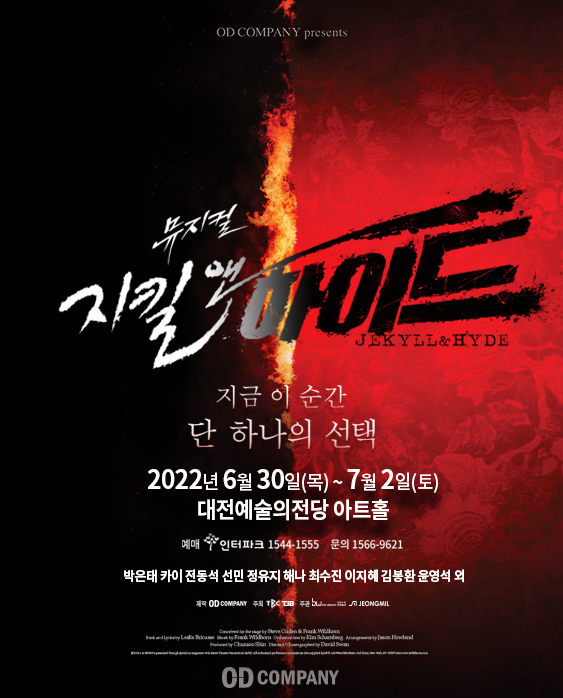 OD COMPANY presents
뮤지컬
지킬 앤 하이드
JEKYLL&HYDE
지금 이 순간
단 하나의 선택
2022년 6월 30일(목) ~ 7월 2일(토)
대전예술의전당 아트홀
예매 인터파크 1544-1555 문의 1566-9621
박은태 카이 전동석 선민 정유지 해나 최수진 이지혜 김봉환 윤영석 외
제작 OD COMPANY 주최 TJB 주관 JEONGMIL
Conceived for the stage by Steve Cuden & Frank Wildhorn
Book and Lyrics by Leslie Bricusse Music by Frank Wildhorn Orchestrations by Kim Scharnberg Arrangements by Jason Howland
Produced by Chunsoo Shin Directed/Choreographed by David Swan
OD COMPANY